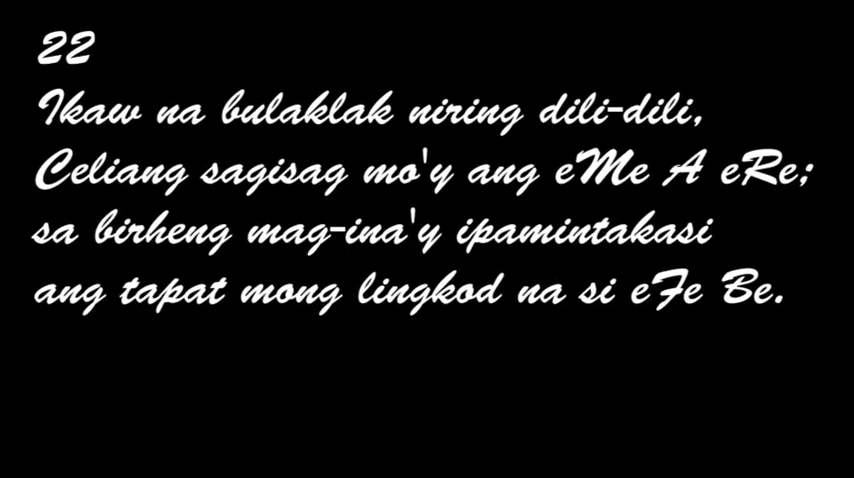 22
Ikaw na bulaklak niring dili-dili,
Celiang sagisag mo'y ang eMe A eRe;
sa birheng mag-ina'y ipamintakasi
ang tapat mong lingkod na si eFe Be.